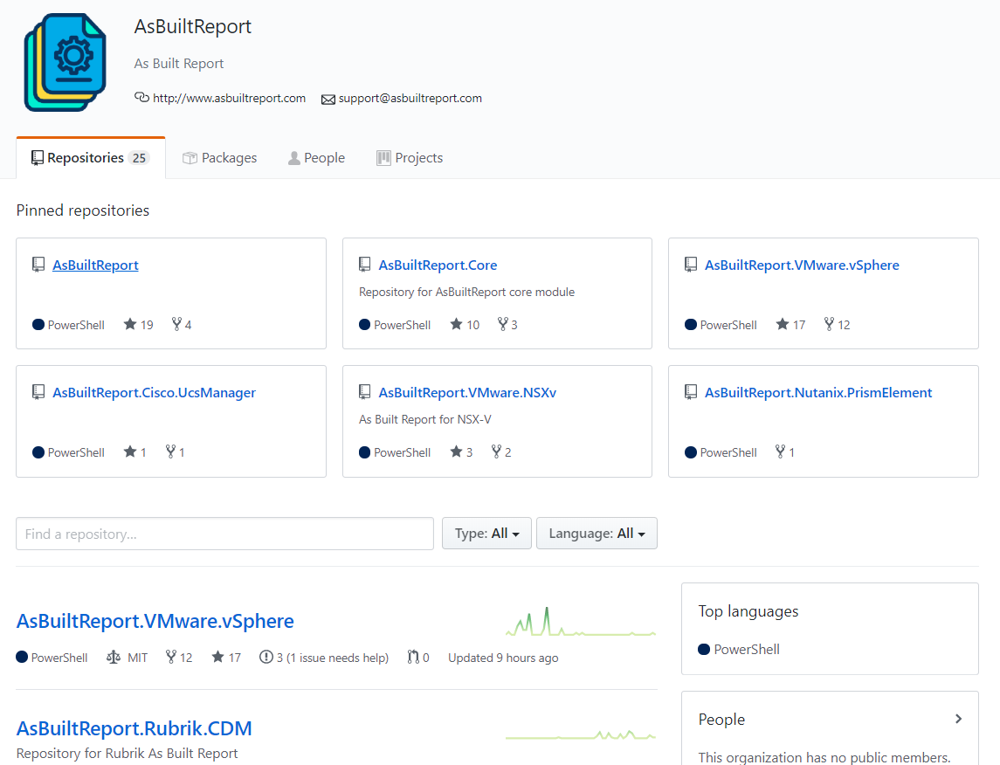 AsBuiltReport
As Built Report
http://www.asbuiltreport.com support@asbuiltreport.com
Repositories 25 Packages People Projects
Pinned repositories
AsBuiltReport
PowerShell 19 4
AsBuiltReport.Core
Repository for AsBuiltReport core module
PowerShell 10 3
AsBuiltReport.VMware.vSphere
PowerShell 17 12
AsBuiltReport.Cisco.UcsManager
PowerShell 1 1
AsBuiltReport.VMware.NSXv
As Built Report for NSX-V
PowerShell 3 2
AsBuiltReport.Nutanix.PrismElement
PowerShell 1
Find a repository... Type: All Language: All
AsBuiltReport.VMware.vSphere
PowerShell MIT 12 17 3 (1 issue needs help) 0 Updated 9 hours ago
AsBuiltReport.Rubrik.CDM
Repository for Rubrik As Built Report
Top languages
PowerShell
People
This organization has no public members.